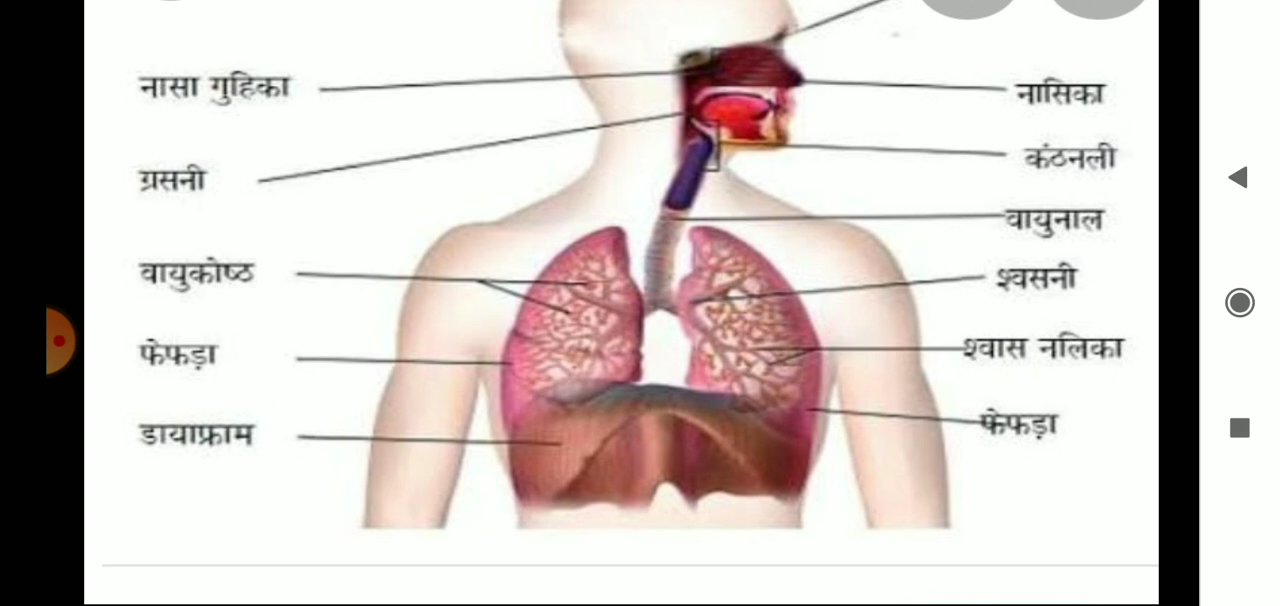 नासा गुहिका
नासिका
कंठनली
ग्रसनी
वायुनाल
वायुकोष्ठ
श्वसनी
फेफड़ा
श्वास नलिका
फेफड़ा
डायाफ्राम